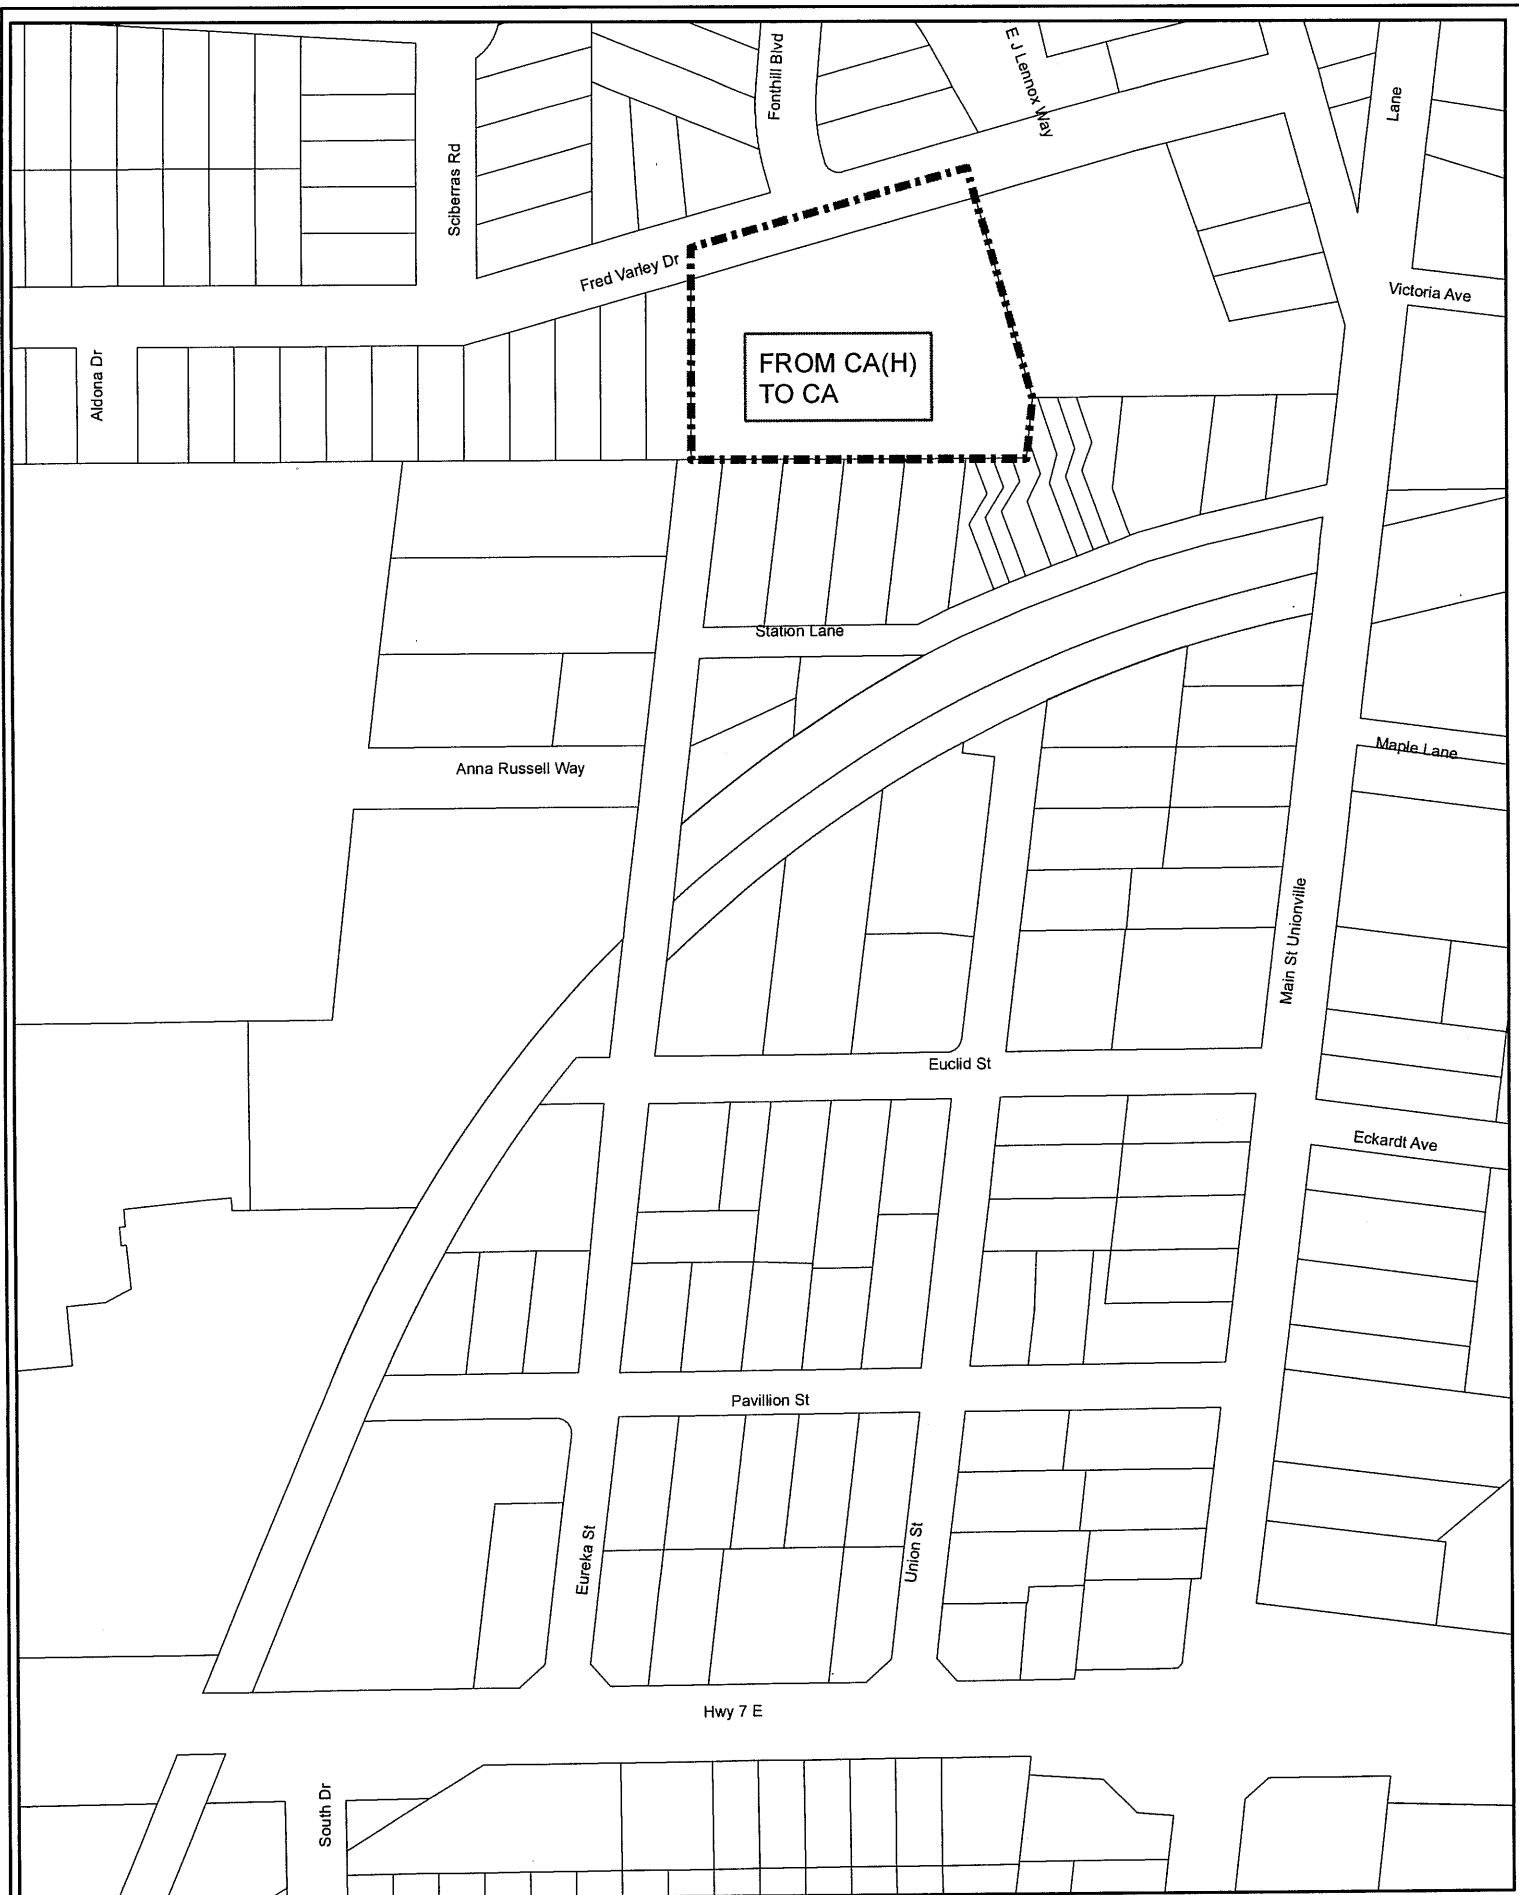 Fonthill Blvd
E J Lennox Way
Lane
Sciberras Rd
Fred Varley Dr
Victoria Ave
Aldona Dr
FROM CA(H)
TO CA
Station Lane
Anna Russell Way
Maple Lane
Main St Unionville
Euclid St
Eckardt Ave
Pavillion St
Eureka St
Union St
Hwy 7 E
South Dr